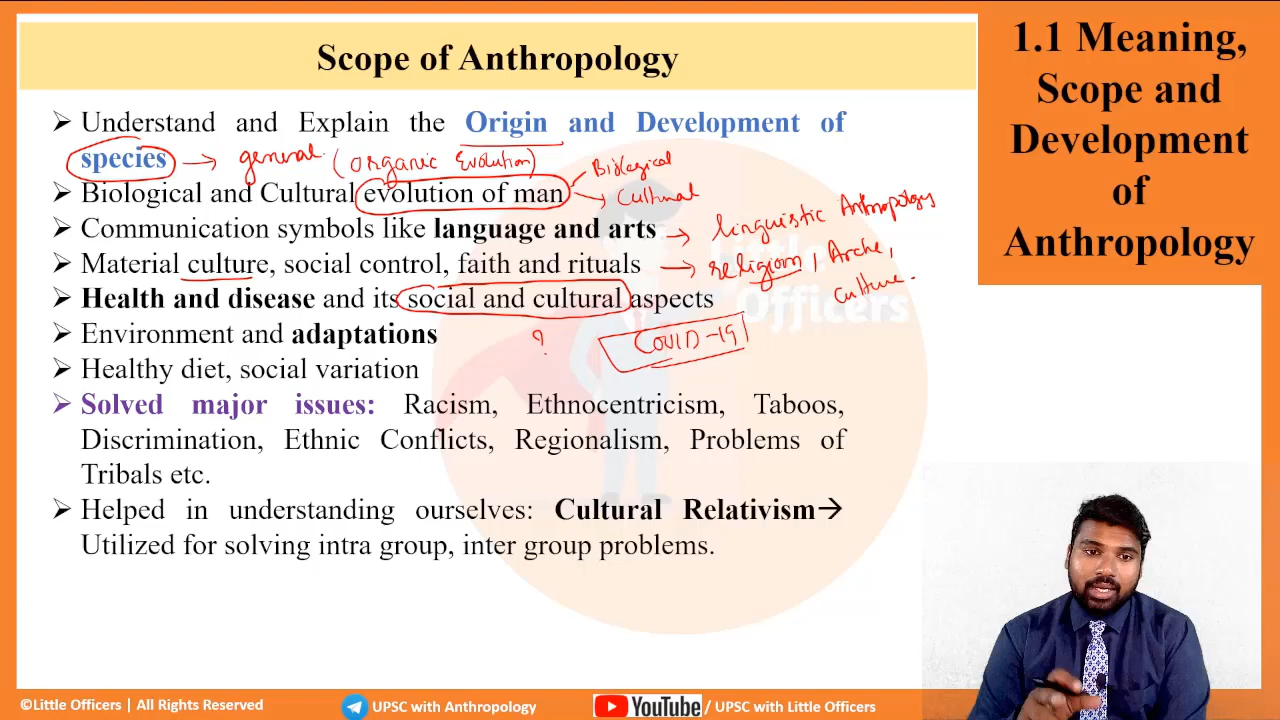 Scope of Anthropology
1.1 Meaning,
Scope and
Development
of
Anthropology
➢ Understand and Explain the Origin and Development of
species → general (organic Evolution)
Biological
➢ Biological and Cultural evolution of man
→ Cultural
➢ Communication symbols like language and arts → linguistic Anthropology
➢ Material culture, social control, faith and rituals → religion, Arche,
culture.
➢ Health and disease and its social and cultural aspects
➢ Environment and adaptations
? COVID-19
➢ Healthy diet, social variation
➢ Solved major issues: Racism, Ethnocentricism, Taboos,
Discrimination, Ethnic Conflicts, Regionalism, Problems of
Tribals etc.
➢ Helped in understanding ourselves: Cultural Relativism→
Utilized for solving intra group, inter group problems.
Little
Officers
©Little Officers | All Rights Reserved
UPSC with Anthropology
YouTube / UPSC with Little Officers